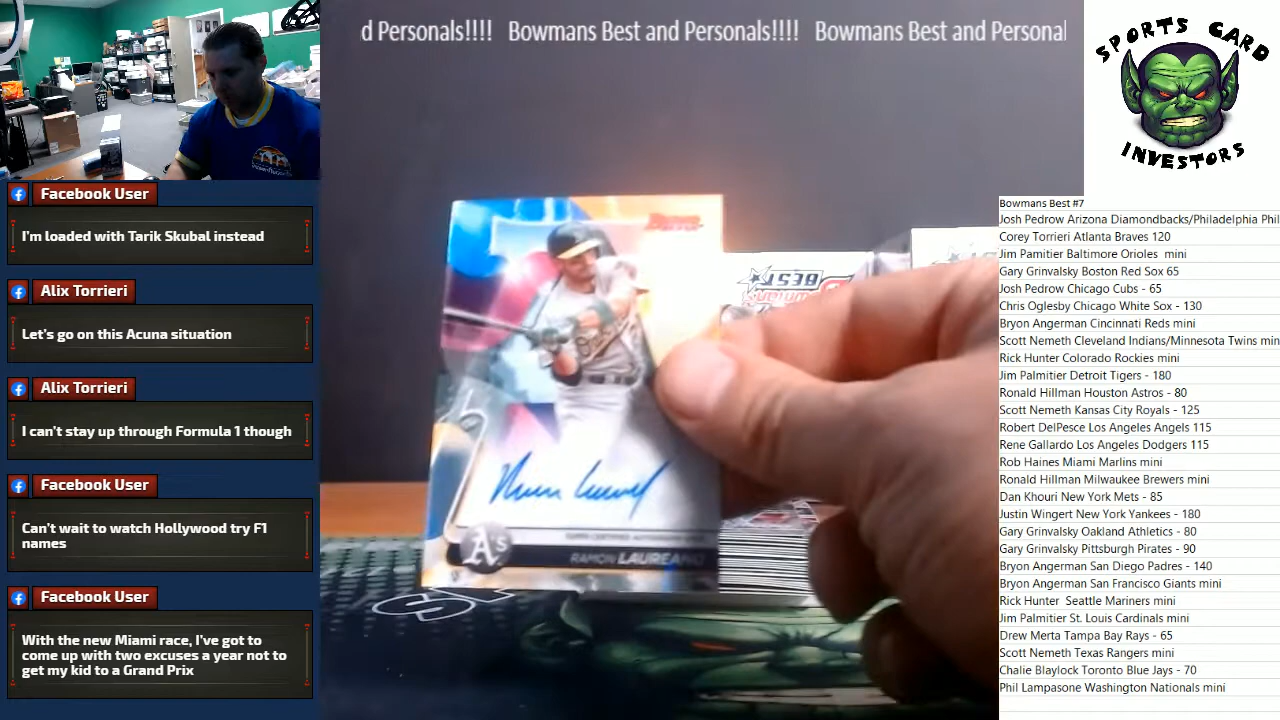 d Personals!!!! Bowmans Best and Personals!!!! Bowmans Best and Personal
SPORTS CARD
INVESTORS
Facebook User
I'm loaded with Tarik Skubal instead
Alix Torrieri
Let's go on this Acuna situation
Alix Torrieri
I can't stay up through Formula 1 though
Facebook User
Can't wait to watch Hollywood try F1
names
Facebook User
With the new Miami race, I've got to
come up with two excuses a year not to
get my kid to a Grand Prix
BEST
A's
RAMON LAUREANO
Bowmans Best #7
Josh Pedrow Arizona Diamondbacks/Philadelphia Phil
Corey Torrieri Atlanta Braves 120
Jim Pamitier Baltimore Orioles mini
Gary Grinvalsky Boston Red Sox 65
Josh Pedrow Chicago Cubs - 65
Chris Oglesby Chicago White Sox - 130
Bryon Angerman Cincinnati Reds mini
Scott Nemeth Cleveland Indians/Minnesota Twins min
Rick Hunter Colorado Rockies mini
Jim Palmitier Detroit Tigers - 180
Ronald Hillman Houston Astros - 80
Scott Nemeth Kansas City Royals - 125
Robert DelPesce Los Angeles Angels 115
Rene Gallardo Los Angeles Dodgers 115
Rob Haines Miami Marlins mini
Ronald Hillman Milwaukee Brewers mini
Dan Khouri New York Mets - 85
Justin Wingert New York Yankees - 180
Gary Grinvalsky Oakland Athletics - 80
Gary Grinvalsky Pittsburgh Pirates - 90
Bryon Angerman San Diego Padres - 140
Bryon Angerman San Francisco Giants mini
Rick Hunter Seattle Mariners mini
Jim Palmitier St. Louis Cardinals mini
Drew Merta Tampa Bay Rays - 65
Scott Nemeth Texas Rangers mini
Chalie Blaylock Toronto Blue Jays - 70
Phil Lampasone Washington Nationals mini